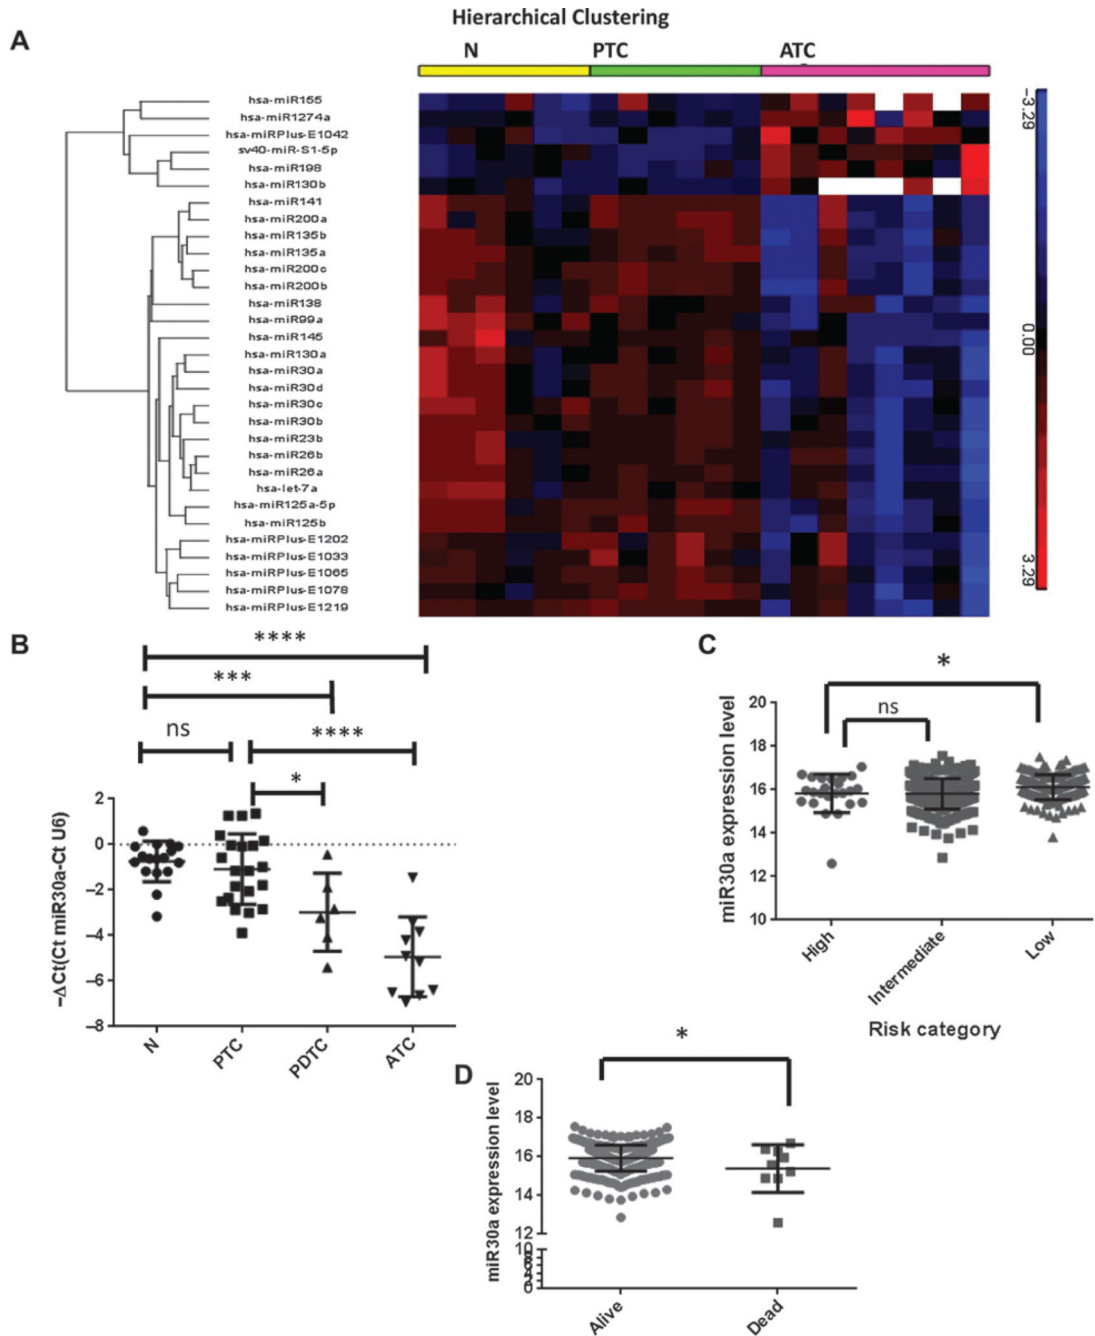 Hierarchical Clustering
A
N PTC ATC
hsa-miR155
hsa-miR1274a
hsa-miRPlus-E1042
sv40-miR-S1-5p
hsa-miR198
hsa-miR130b
hsa-miR141
hsa-miR200a
hsa-miR135b
hsa-miR135a
hsa-miR200c
hsa-miR200b
hsa-miR138
hsa-miR99a
hsa-miR145
hsa-miR130a
hsa-miR30a
hsa-miR30d
hsa-miR30c
hsa-miR30b
hsa-miR23b
hsa-miR26b
hsa-miR26a
hsa-let-7a
hsa-miR125a-5p
hsa-miR125b
hsa-miRPlus-E1202
hsa-miRPlus-E1033
hsa-miRPlus-E1065
hsa-miRPlus-E1078
hsa-miRPlus-E1219
-3.29
0.00
3.29
B
****
***
ns
****
*
−ΔCt(Ct miR30a-Ct U6)
2
0
−2
−4
−6
−8
N
PTC
PDTC
ATC
C
*
ns
miR30a expression level
20
18
16
14
12
10
High
Intermediate
Low
Risk category
D
*
miR30a expression level
20
18
16
14
12
10
8
6
4
2
0
Alive
Dead